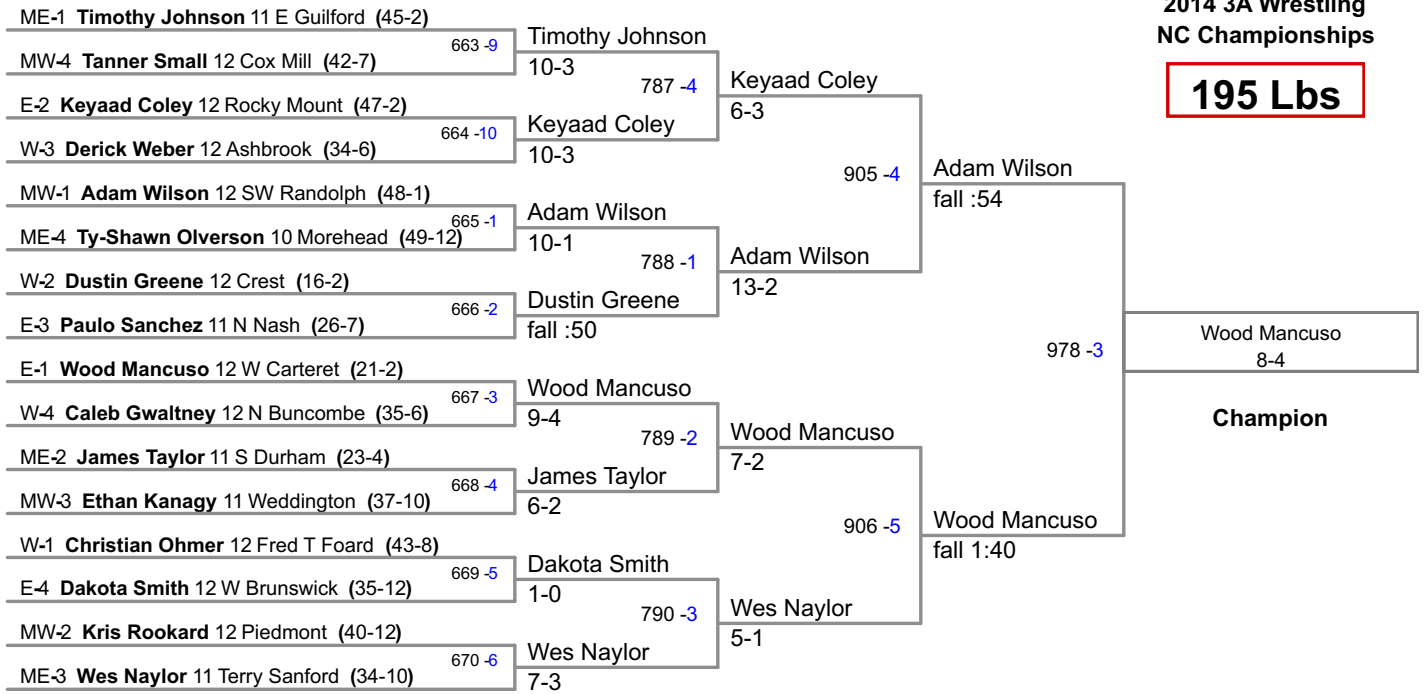 2014 3A Wrestling
NC Championships
195 Lbs
ME-1 Timothy Johnson 11 E Guilford (45-2)
663 -9
MW-4 Tanner Small 12 Cox Mill (42-7)
E-2 Keyaad Coley 12 Rocky Mount (47-2)
664 -10
W-3 Derick Weber 12 Ashbrook (34-6)
MW-1 Adam Wilson 12 SW Randolph (48-1)
665 -1
ME-4 Ty-Shawn Olverson 10 Morehead (49-12)
W-2 Dustin Greene 12 Crest (16-2)
666 -2
E-3 Paulo Sanchez 11 N Nash (26-7)
E-1 Wood Mancuso 12 W Carteret (21-2)
667 -3
W-4 Caleb Gwaltney 12 N Buncombe (35-6)
ME-2 James Taylor 11 S Durham (23-4)
668 -4
MW-3 Ethan Kanagy 11 Weddington (37-10)
W-1 Christian Ohmer 12 Fred T Foard (43-8)
669 -5
E-4 Dakota Smith 12 W Brunswick (35-12)
MW-2 Kris Rookard 12 Piedmont (40-12)
670 -6
ME-3 Wes Naylor 11 Terry Sanford (34-10)
Timothy Johnson
10-3
787 -4
Keyaad Coley
10-3
Adam Wilson
10-1
788 -1
Dustin Greene
fall :50
Wood Mancuso
9-4
789 -2
James Taylor
6-2
Dakota Smith
1-0
790 -3
Wes Naylor
7-3
Keyaad Coley
6-3
905 -4
Adam Wilson
13-2
Wood Mancuso
7-2
906 -5
Wes Naylor
5-1
Adam Wilson
fall :54
978 -3
Wood Mancuso
fall 1:40
Wood Mancuso
8-4
Champion